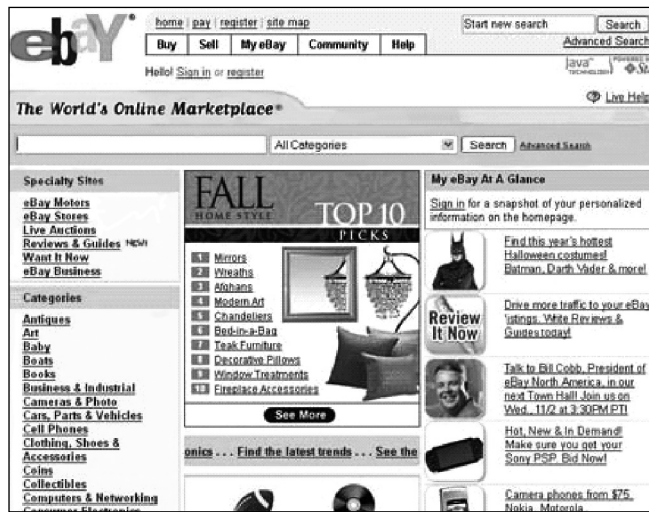 ebaY
home | pay | register | site map
Buy Sell My eBay Community Help
Hello! Sign in or register
Start new search Search
Advanced Search
Java
TECHNOLOGY
POWERED
Live Help
The World's Online Marketplace®
All Categories Search Advanced Search
Specialty Sites
eBay Motors
eBay Stores
Live Auctions
Reviews & Guides NEW!
Want It Now
eBay Business
Categories
Antiques
Art
Baby
Boats
Books
Business & Industrial
Cameras & Photo
Cars, Parts & Vehicles
Cell Phones
Clothing, Shoes &
Accessories
Coins
Collectibles
Computers & Networking
Consumer Electronics
FALL
HOME STYLE
TOP 10
PICKS
1 Mirrors
2 Wreaths
3 Afghans
4 Modern Art
5 Chandeliers
6 Bed-in-a-Bag
7 Teak Furniture
8 Decorative Pillows
9 Window Treatments
10 Fireplace Accessories
See More
onics . . . Find the latest trends . . . See the
My eBay At A Glance
Sign in for a snapshot of your personalized
information on the homepage.
Find this year's hottest
Halloween costumes!
Batman, Darth Vader & more!
Review
It Now
Drive more traffic to your eBay
listings. Write Reviews &
Guides today!
Talk to Bill Cobb, President of
eBay North America, in our
next Town Hall! Join us on
Wed., 11/2 at 3:30PM PT!
Hot, New & In Demand!
Make sure you get your
Sony PSP. Bid Now!
Camera phones from $75.
Nokia, Motorola